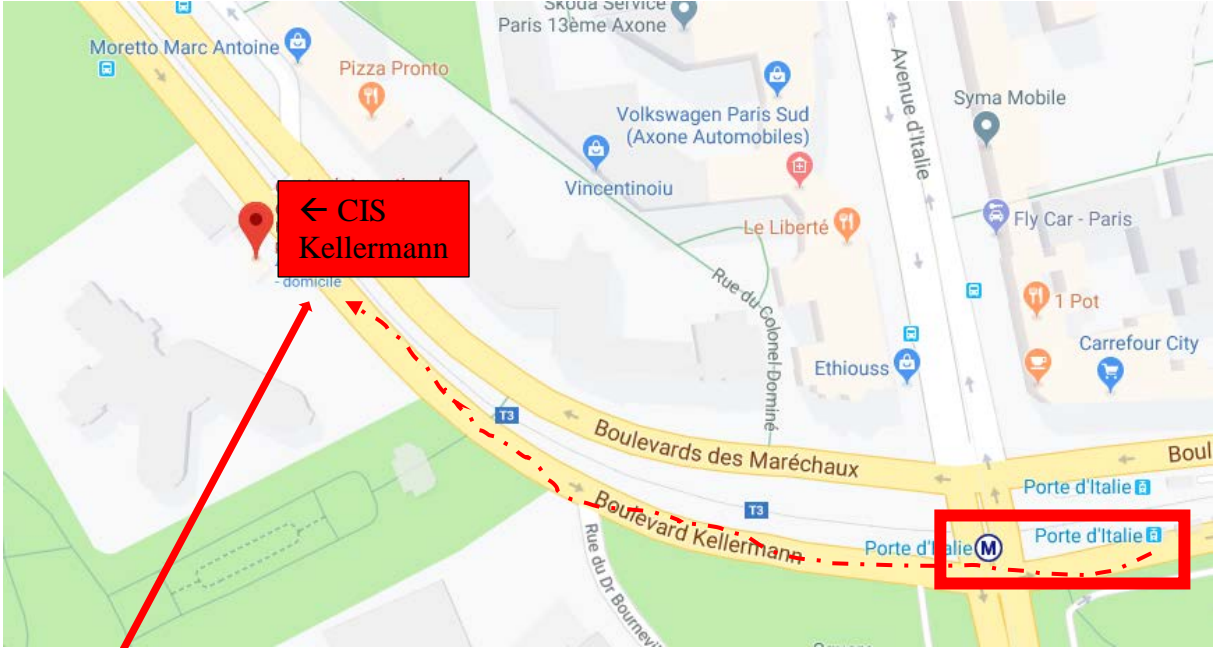 Skoda Service
Paris 13ème Axone
Moretto Marc Antoine
Pizza Pronto
Avenue d'Italie
Syma Mobile
Volkswagen Paris Sud
(Axone Automobiles)
Vincentinoiu
← CIS
Kellermann
- domicile
Le Liberté
Fly Car - Paris
Rue du Colonel Dominé
1 Pot
Carrefour City
Ethiouss
T3
Boulevards des Maréchaux
Boul
Porte d'Italie
T3
Boulevard Kellermann
Porte d'Italie M
Porte d'Italie
Rue du Dr Bournevi